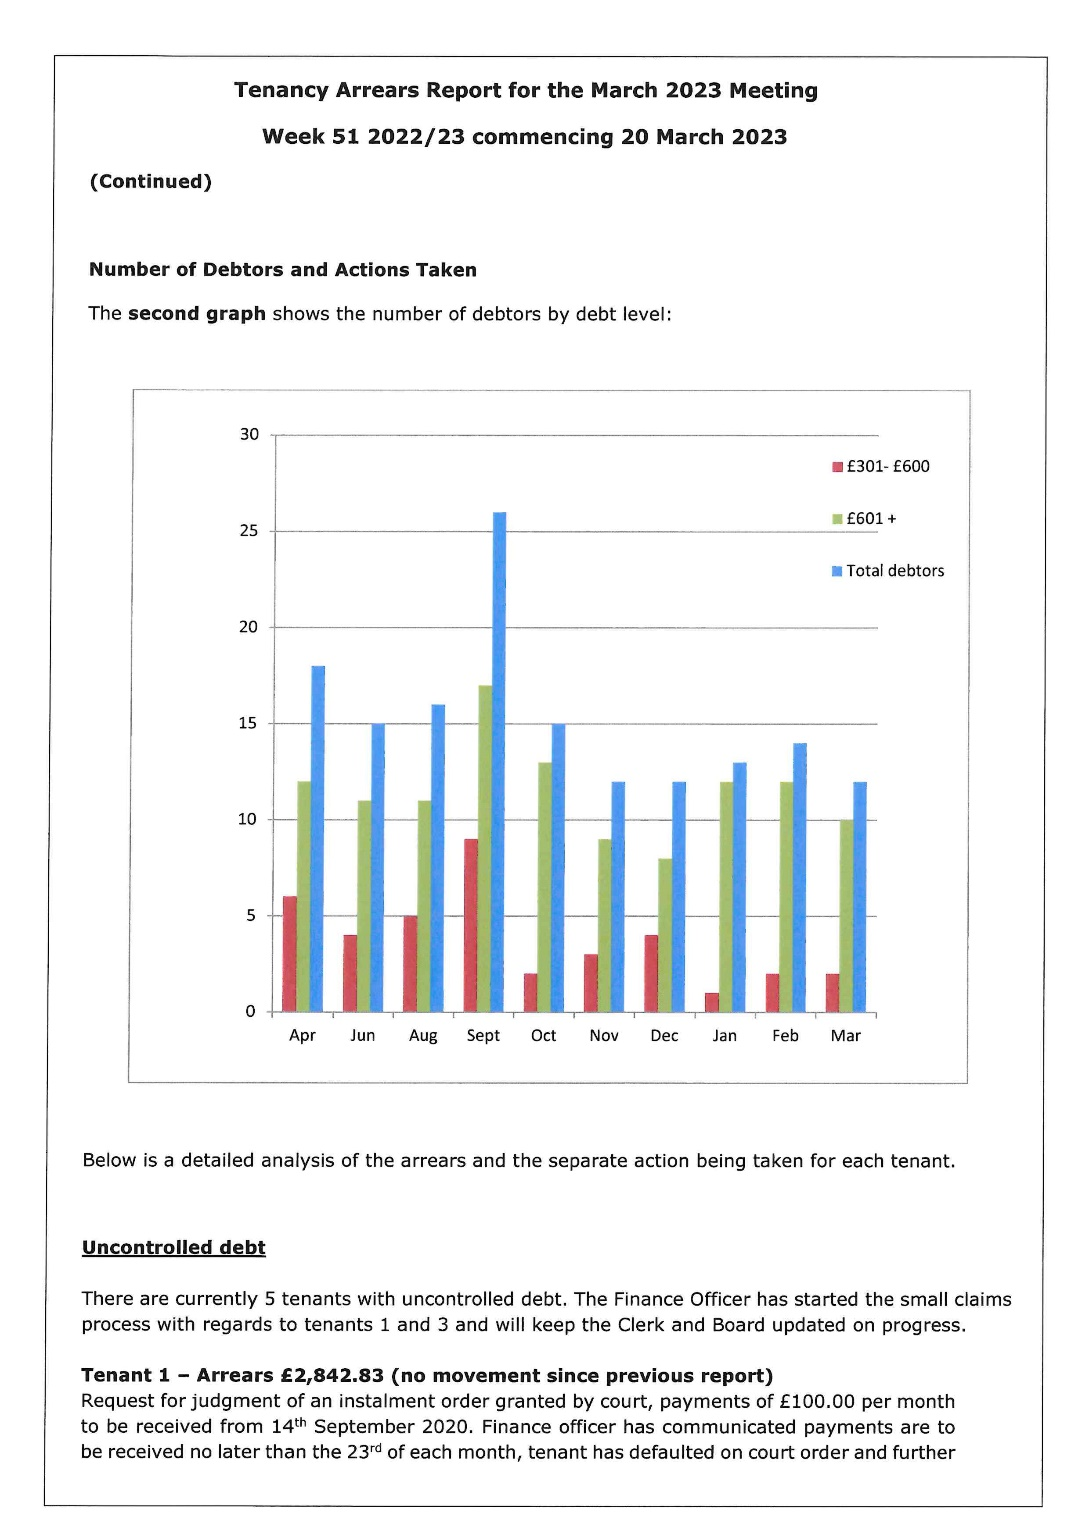 Tenancy Arrears Report for the March 2023 Meeting
Week 51 2022/23 commencing 20 March 2023
(Continued)
Number of Debtors and Actions Taken
The second graph shows the number of debtors by debt level:
30
25
20
15
10
5
0
£301- £600
£601 +
Total debtors
Apr Jun Aug Sept Oct Nov Dec Jan Feb Mar
Below is a detailed analysis of the arrears and the separate action being taken for each tenant.
Uncontrolled debt
There are currently 5 tenants with uncontrolled debt. The Finance Officer has started the small claims
process with regards to tenants 1 and 3 and will keep the Clerk and Board updated on progress.
Tenant 1 – Arrears £2,842.83 (no movement since previous report)
Request for judgment of an instalment order granted by court, payments of £100.00 per month
to be received from 14th September 2020. Finance officer has communicated payments are to
be received no later than the 23rd of each month, tenant has defaulted on court order and further